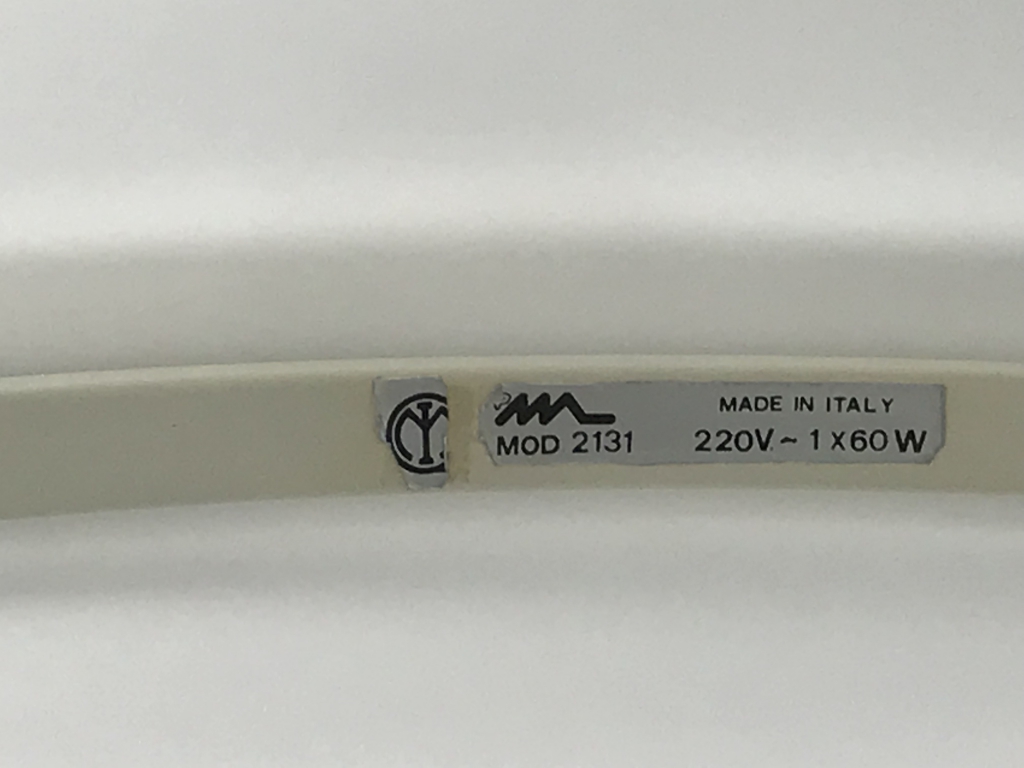 MADE IN ITALY
MOD 2131 220V~ 1 X 60 W